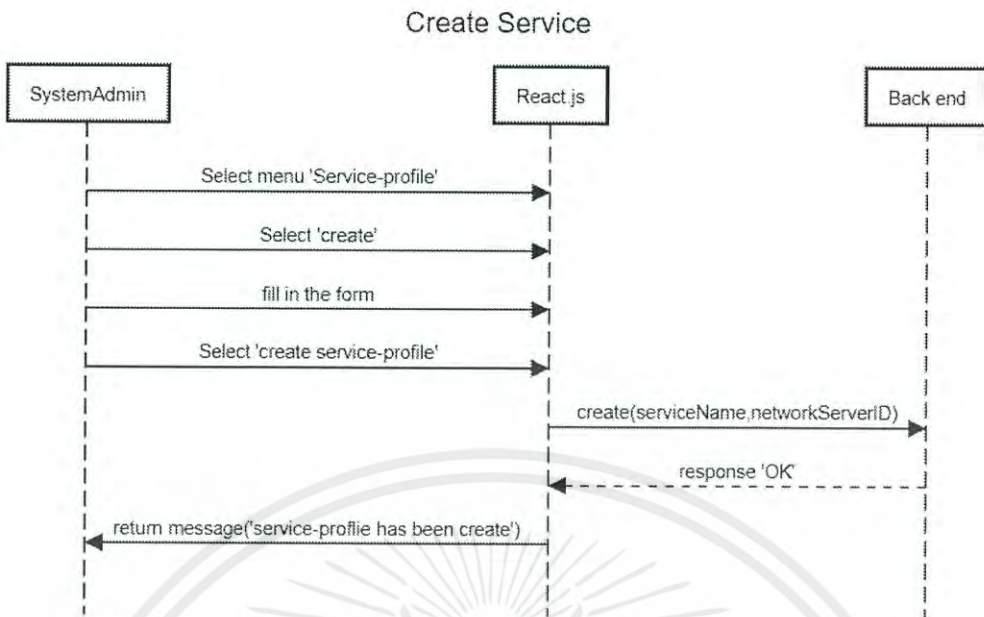 Create Service
SystemAdmin
React.js
Back end
Select menu 'Service-profile'
Select 'create'
fill in the form
Select 'create service-profile'
create(serviceName,networkServerID)
response 'OK'
return message('service-proflie has been create')